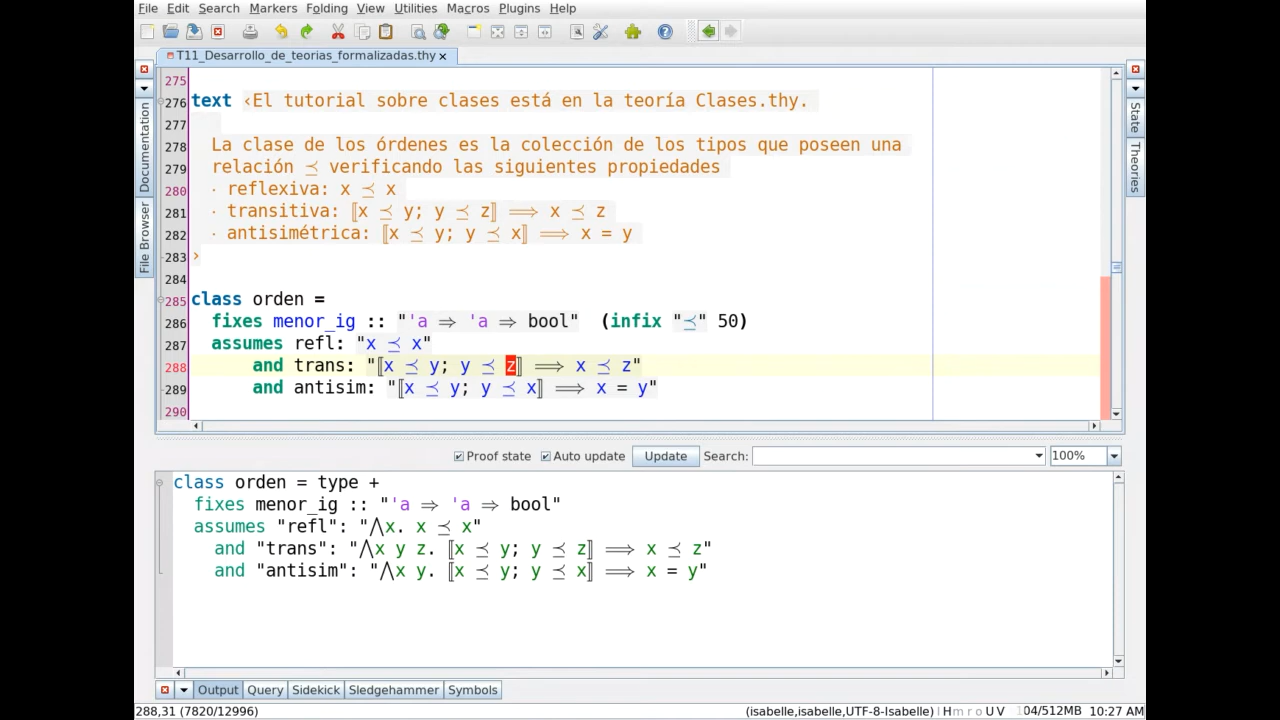 File Edit Search Markers Folding View Utilities Macros Plugins Help
T11_Desarrollo_de_teorias_formalizadas.thy
Documentation
File Browser
275
276 text ‹El tutorial sobre clases está en la teoría Clases.thy.
277
278 La clase de los órdenes es la colección de los tipos que poseen una
279 relación ⪯ verificando las siguientes propiedades
280 · reflexiva: x ⪯ x
281 · transitiva: ⟦x ⪯ y; y ⪯ z⟧ ⟹ x ⪯ z
282 · antisimétrica: ⟦x ⪯ y; y ⪯ x⟧ ⟹ x = y
283 ›
284
285 class orden =
286 fixes menor_ig :: "'a ⇒ 'a ⇒ bool" (infix "⪯" 50)
287 assumes refl: "x ⪯ x"
288 and trans: "⟦x ⪯ y; y ⪯ z⟧ ⟹ x ⪯ z"
289 and antisim: "⟦x ⪯ y; y ⪯ x⟧ ⟹ x = y"
290
State
Theories
Proof state Auto update Update Search: 100%
class orden = type +
fixes menor_ig :: "'a ⇒ 'a ⇒ bool"
assumes "refl": "⋀x. x ⪯ x"
and "trans": "⋀x y z. ⟦x ⪯ y; y ⪯ z⟧ ⟹ x ⪯ z"
and "antisim": "⋀x y. ⟦x ⪯ y; y ⪯ x⟧ ⟹ x = y"
Output Query Sidekick Sledgehammer Symbols
288,31 (7820/12996) (isabelle,isabelle,UTF-8-Isabelle) H m r o U V 104/512MB 10:27 AM